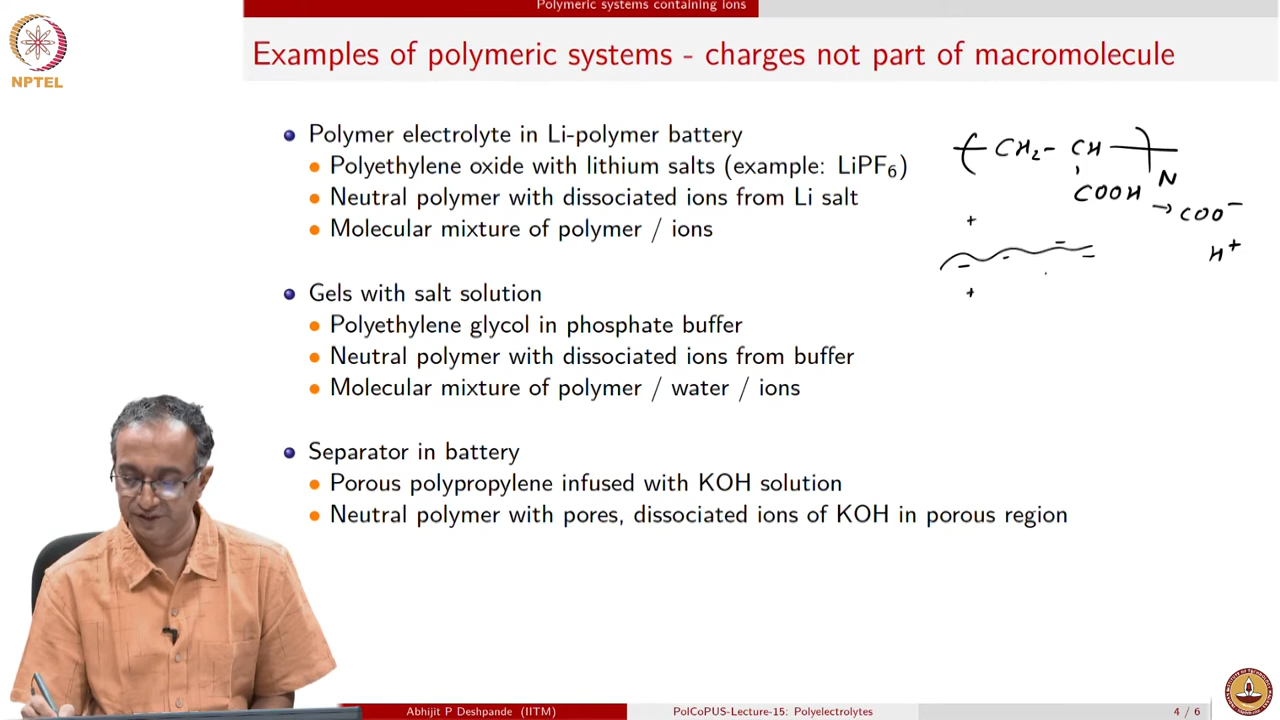 Polymeric systems containing ions
NPTEL
Examples of polymeric systems - charges not part of macromolecule
Polymer electrolyte in Li-polymer battery
Polyethylene oxide with lithium salts (example: LiPF₆)
Neutral polymer with dissociated ions from Li salt
Molecular mixture of polymer / ions
Gels with salt solution
Polyethylene glycol in phosphate buffer
Neutral polymer with dissociated ions from buffer
Molecular mixture of polymer / water / ions
Separator in battery
Porous polypropylene infused with KOH solution
Neutral polymer with pores, dissociated ions of KOH in porous region
( CH₂ - CH )
N
COOH → COO⁻
H⁺
+
- - - -
+
Abhijit P Deshpande (IITM)
PolCoPUS-Lecture-15: Polyelectrolytes
4 / 6